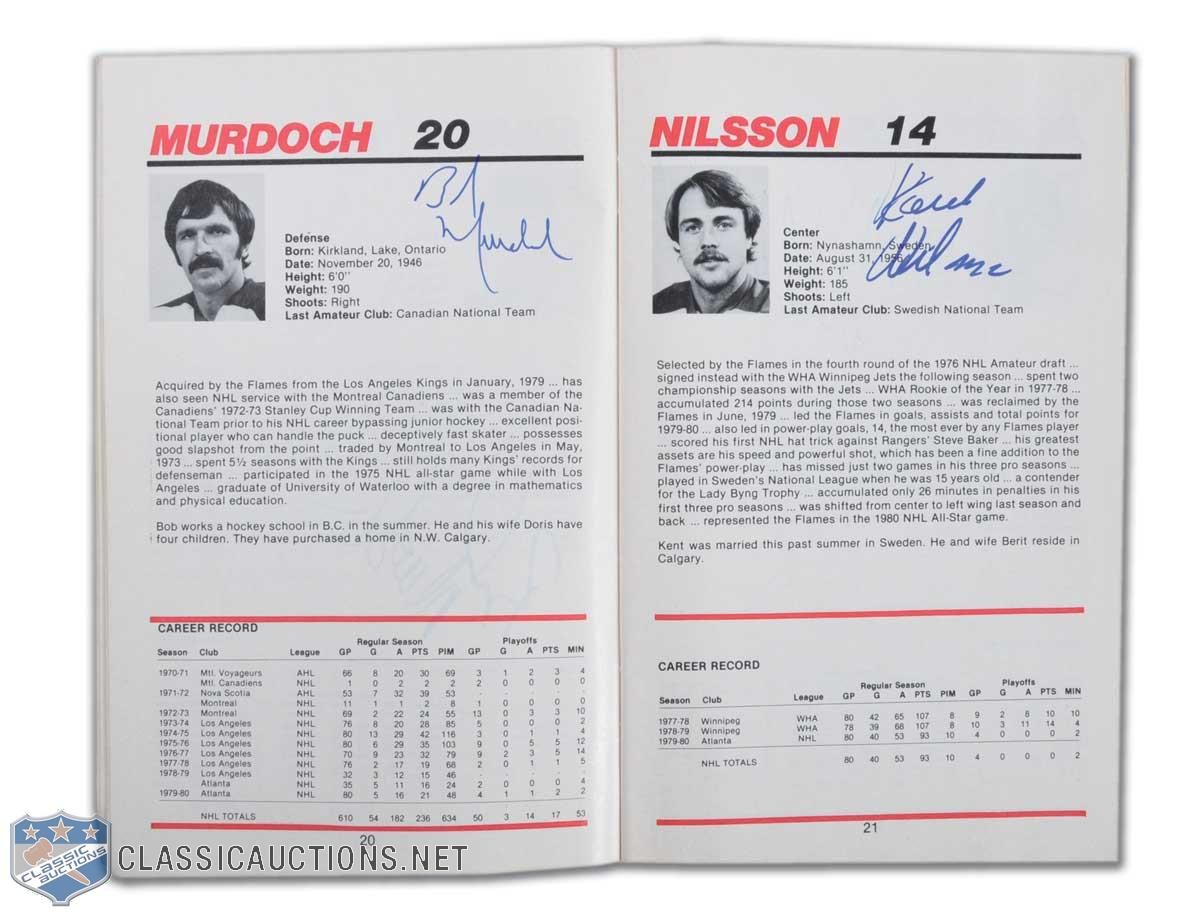 MURDOCH 20
Bob
Murdoch
Defense
Born: Kirkland, Lake, Ontario
Date: November 20, 1946
Height: 6'0''
Weight: 190
Shoots: Right
Last Amateur Club: Canadian National Team
Acquired by the Flames from the Los Angeles Kings in January, 1979 ... has
also seen NHL service with the Montreal Canadiens ... was a member of the
Canadiens' 1972-73 Stanley Cup Winning Team ... was with the Canadian Na-
tional Team prior to his NHL career bypassing junior hockey ... excellent posi-
tional player who can handle the puck ... deceptively fast skater ... possesses
good slapshot from the point ... traded by Montreal to Los Angeles in May,
1973 ... spent 5½ seasons with the Kings ... still holds many Kings' records for
defenseman ... participated in the 1975 NHL all-star game while with Los
Angeles ... graduate of University of Waterloo with a degree in mathematics
and physical education.
Bob works a hockey school in B.C. in the summer. He and his wife Doris have
four children. They have purchased a home in N.W. Calgary.
CAREER RECORD
Regular Season Playoffs
Season Club League GP G A PTS PIM GP G A PTS MIN
1970-71 Mtl. Voyageurs AHL 66 8 20 30 69 3 1 2 3 4
Mtl. Canadiens NHL 1 0 2 2 2 2 0 0 0 0
1971-72 Nova Scotia AHL 53 7 32 39 53 - - - - -
Montreal NHL 11 1 1 2 8 1 0 0 0 0
1972-73 Montreal NHL 69 2 22 24 55 13 0 3 3 10
1973-74 Los Angeles NHL 76 8 20 28 85 5 0 0 0 2
1974-75 Los Angeles NHL 80 13 29 42 116 3 0 1 1 4
1975-76 Los Angeles NHL 80 6 29 35 103 9 0 5 5 12
1976-77 Los Angeles NHL 70 9 23 32 79 9 2 3 5 14
1977-78 Los Angeles NHL 76 2 17 19 68 2 0 1 1 5
1978-79 Los Angeles NHL 32 3 12 15 46 - - - - -
Atlanta NHL 35 5 11 16 24 2 0 0 0 4
1979-80 Atlanta NHL 80 5 16 21 48 4 1 1 2 2
NHL TOTALS 610 54 182 236 634 50 3 14 17 53
20
NILSSON 14
Kent
Nilsson
Center
Born: Nynashamn, Sweden
Date: August 31, 1956
Height: 6'1''
Weight: 185
Shoots: Left
Last Amateur Club: Swedish National Team
Selected by the Flames in the fourth round of the 1976 NHL Amateur draft ...
signed instead with the WHA Winnipeg Jets the following season ... spent two
championship seasons with the Jets ... WHA Rookie of the Year in 1977-78 ...
accumulated 214 points during those two seasons ... was reclaimed by the
Flames in June, 1979 ... led the Flames in goals, assists and total points for
1979-80 ... also led in power-play goals, 14, the most ever by any Flames player
... scored his first NHL hat trick against Rangers' Steve Baker ... his greatest
assets are his speed and powerful shot, which has been a fine addition to the
Flames' power-play ... has missed just two games in his three pro seasons ...
played in Sweden's National League when he was 15 years old ... a contender
for the Lady Byng Trophy ... accumulated only 26 minutes in penalties in his
first three pro seasons ... was shifted from center to left wing last season and
back ... represented the Flames in the 1980 NHL All-Star game.
Kent was married this past summer in Sweden. He and wife Berit reside in
Calgary.
CAREER RECORD
Regular Season Playoffs
Season Club League GP G A PTS PIM GP G A PTS MIN
1977-78 Winnipeg WHA 80 42 65 107 8 9 2 8 10 10
1978-79 Winnipeg WHA 78 39 68 107 8 10 3 11 14 4
1979-80 Atlanta NHL 80 40 53 93 10 4 0 0 0 2
NHL TOTALS 80 40 53 93 10 4 0 0 0 2
21
CLASSIC
AUCTIONS
CLASSICAUCTIONS.NET